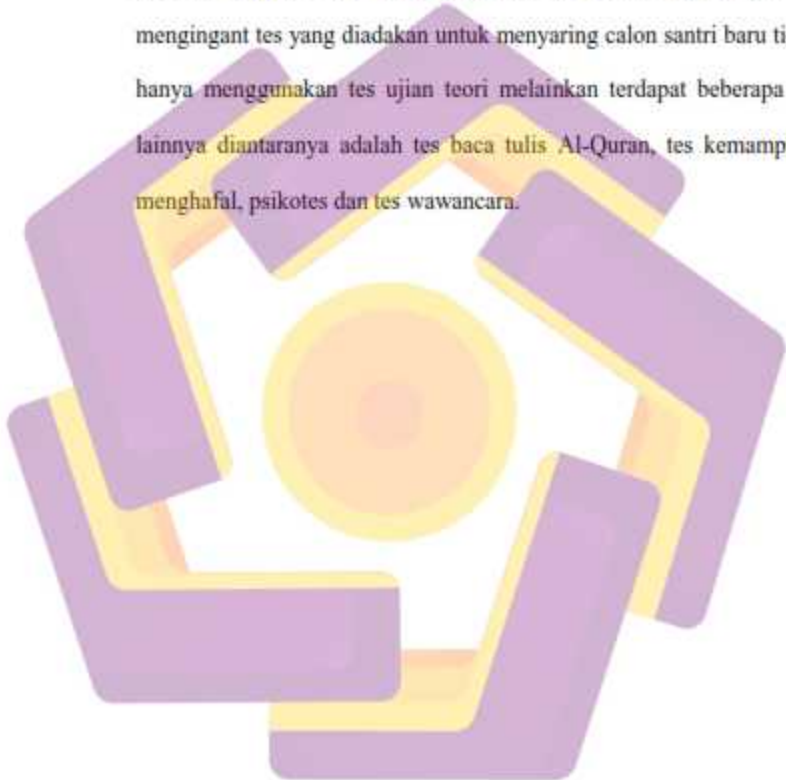 mengingant tes yang diadakan untuk menyaring calon santri baru ti
hanya menggunakan tes ujian teori melainkan terdapat beberapa
lainnya diantaranya adalah tes baca tulis Al-Quran, tes kemamp
menghafal, psikotes dan tes wawancara.